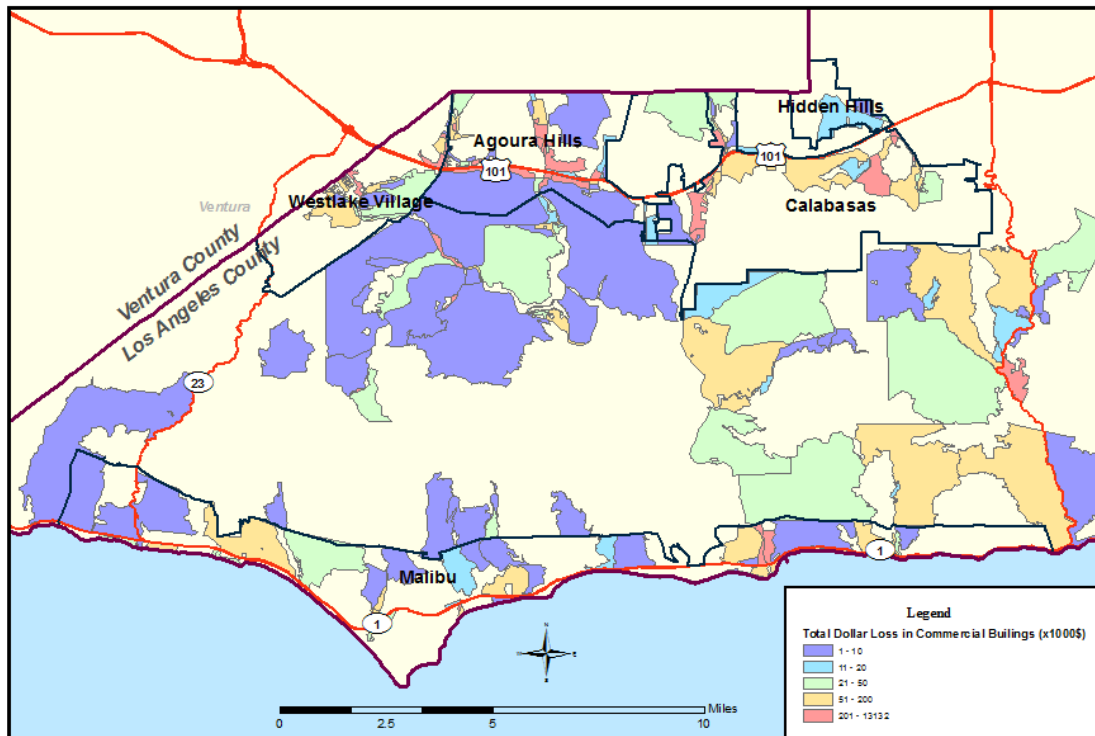 Hidden Hills
Agoura Hills
101
101
Westlake Village
Calabasas
Ventura
Ventura County
Los Angeles County
23
Malibu
1
1
N
E
S
Miles
0
2.5
5
10
Legend
Total Dollar Loss in Commercial Builings (x1000$)
1 - 10
11 - 20
21 - 50
51 - 200
201 - 13132